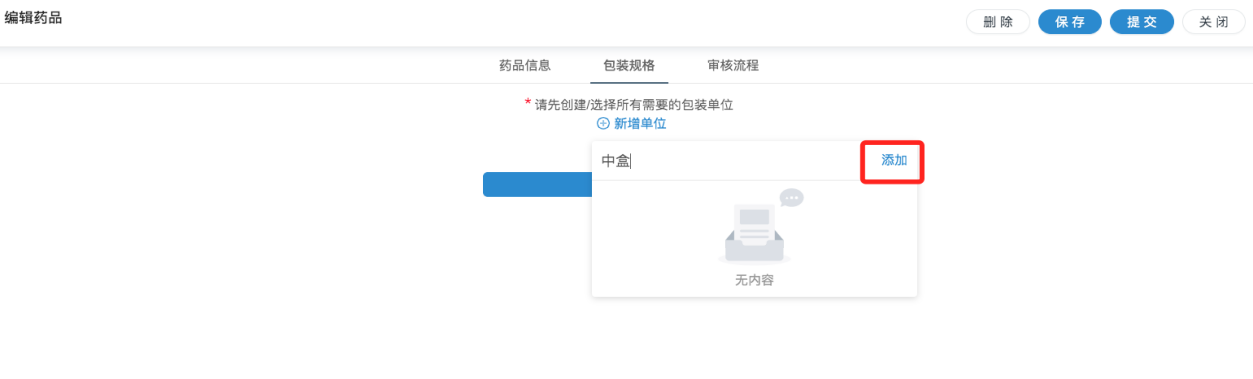 编辑药品
删 除 保 存 提 交 关 闭
药品信息 包装规格 审核流程
* 请先创建/选择所有需要的包装单位
新增单位
中盒 添加
无内容